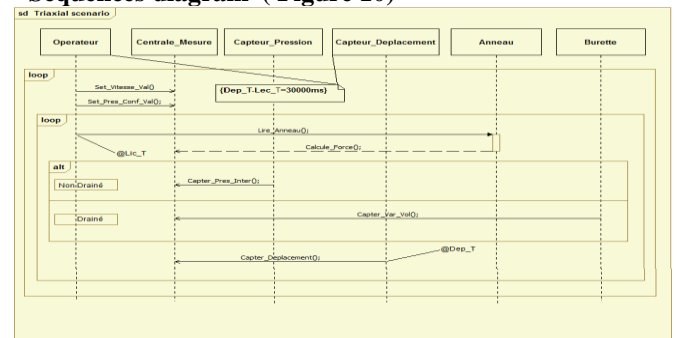 Sequences diagram ( Figure 10)
sd Triaxial scenario
Operateur
Centrale_Mesure
Capteur_Pression
Capteur_Deplacement
Anneau
Burette
loop
Set_Vitesse_Val()
{Dep_T-Lec_T=30000ms}
Set_Pres_Conf_Val();
loop
Lire_Anneau();
Calcule_Force();
@Lic_T
alt
Non-Drainé
Capter_Pres_Inter();
Drainé
Capter_Var_Vol();
@Dep_T
Capter_Deplacement();